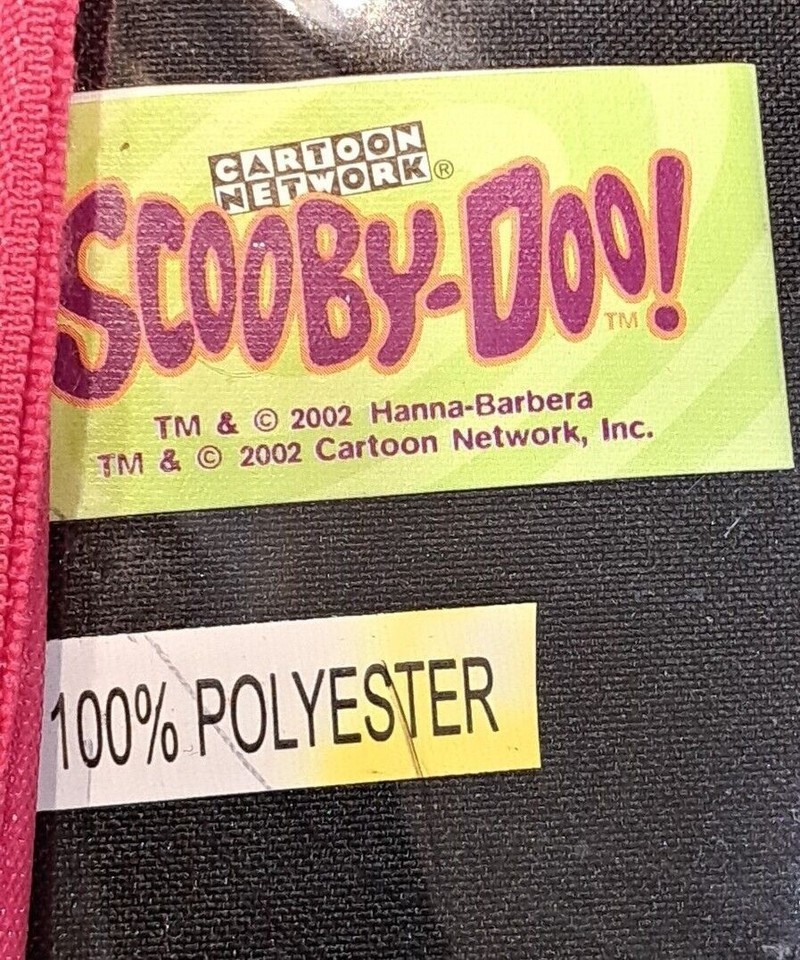 CARTOON
NETWORK®
SCOOBY-DOO!
TM
TM & © 2002 Hanna-Barbera
TM & © 2002 Cartoon Network, Inc.
100% POLYESTER